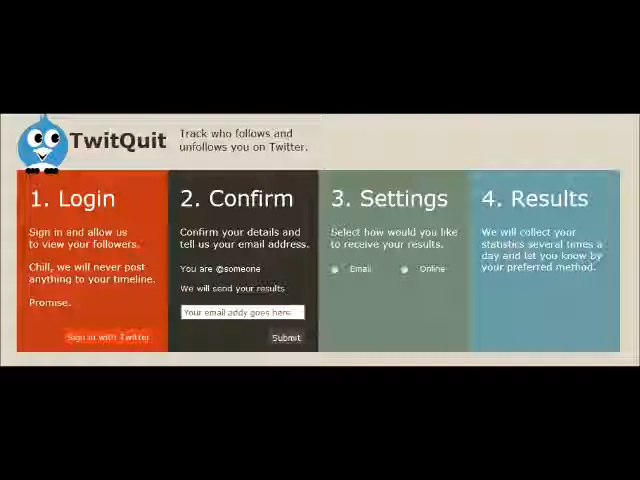 TwitQuit
Track who follows and
unfollows you on Twitter.
1. Login
Sign in and allow us
to view your followers.
Chill, we will never post
anything to your timeline.
Promise.
Sign in with Twitter
2. Confirm
Confirm your details and
tell us your email address.
You are @someone
We will send your results
Your email addy goes here
Submit
3. Settings
Select how would you like
to receive your results.
Email
Online
4. Results
We will collect your
statistics several times a
day and let you know by
your preferred method.